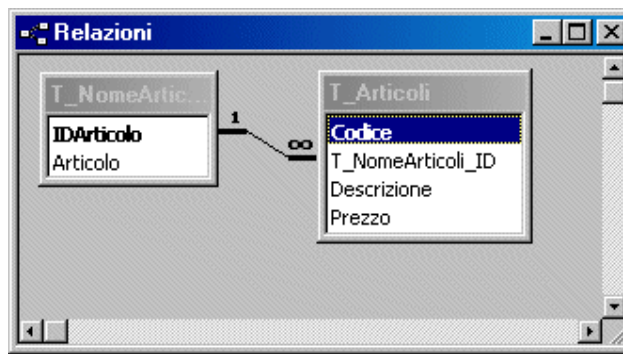 Relazioni
T_NomeArtic...
IDArticolo
Articolo
1
∞
T_Articoli
Codice
T_NomeArticoli_ID
Descrizione
Prezzo